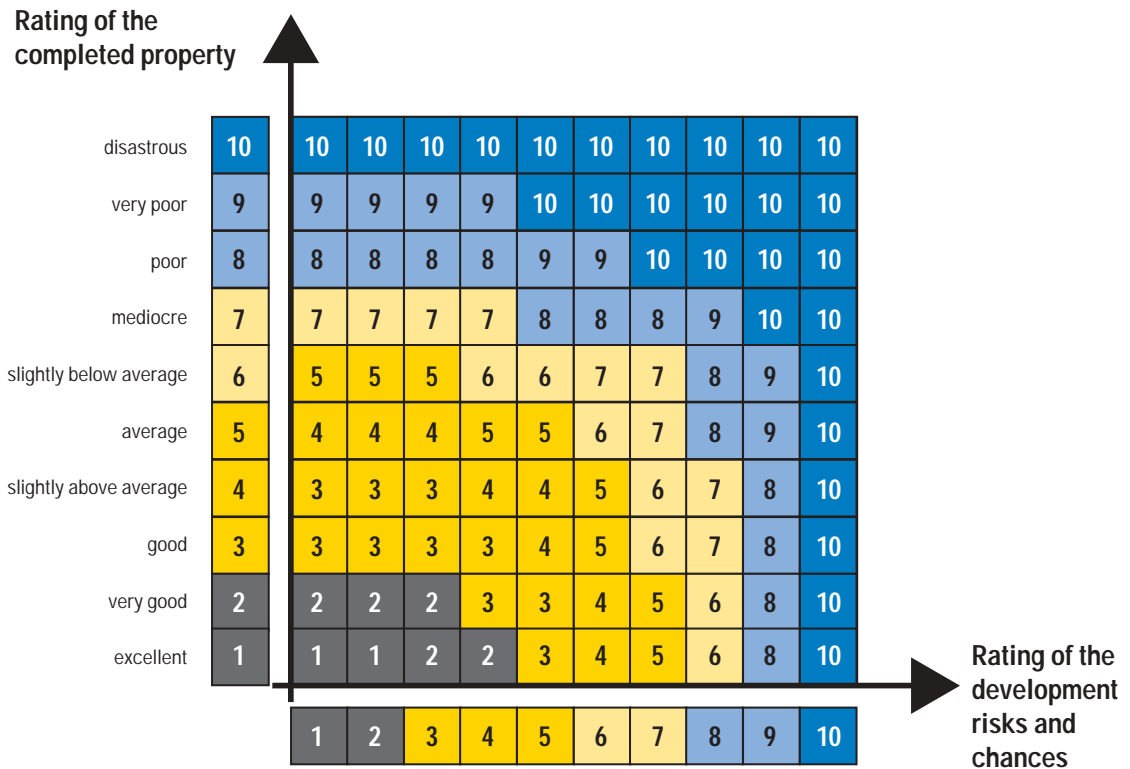 Rating of the
completed property
disastrous 10 10 10 10 10 10 10 10 10 10 10
very poor 9 9 9 9 9 10 10 10 10 10 10
poor 8 8 8 8 8 9 9 10 10 10 10
mediocre 7 7 7 7 7 8 8 8 9 10 10
slightly below average 6 5 5 5 6 6 7 7 8 9 10
average 5 4 4 4 5 5 6 7 8 9 10
slightly above average 4 3 3 3 4 4 5 6 7 8 10
good 3 3 3 3 3 4 5 6 7 8 10
very good 2 2 2 2 3 3 4 5 6 8 10
excellent 1 1 1 2 2 3 4 5 6 8 10
Rating of the
development
risks and
chances
1 2 3 4 5 6 7 8 9 10